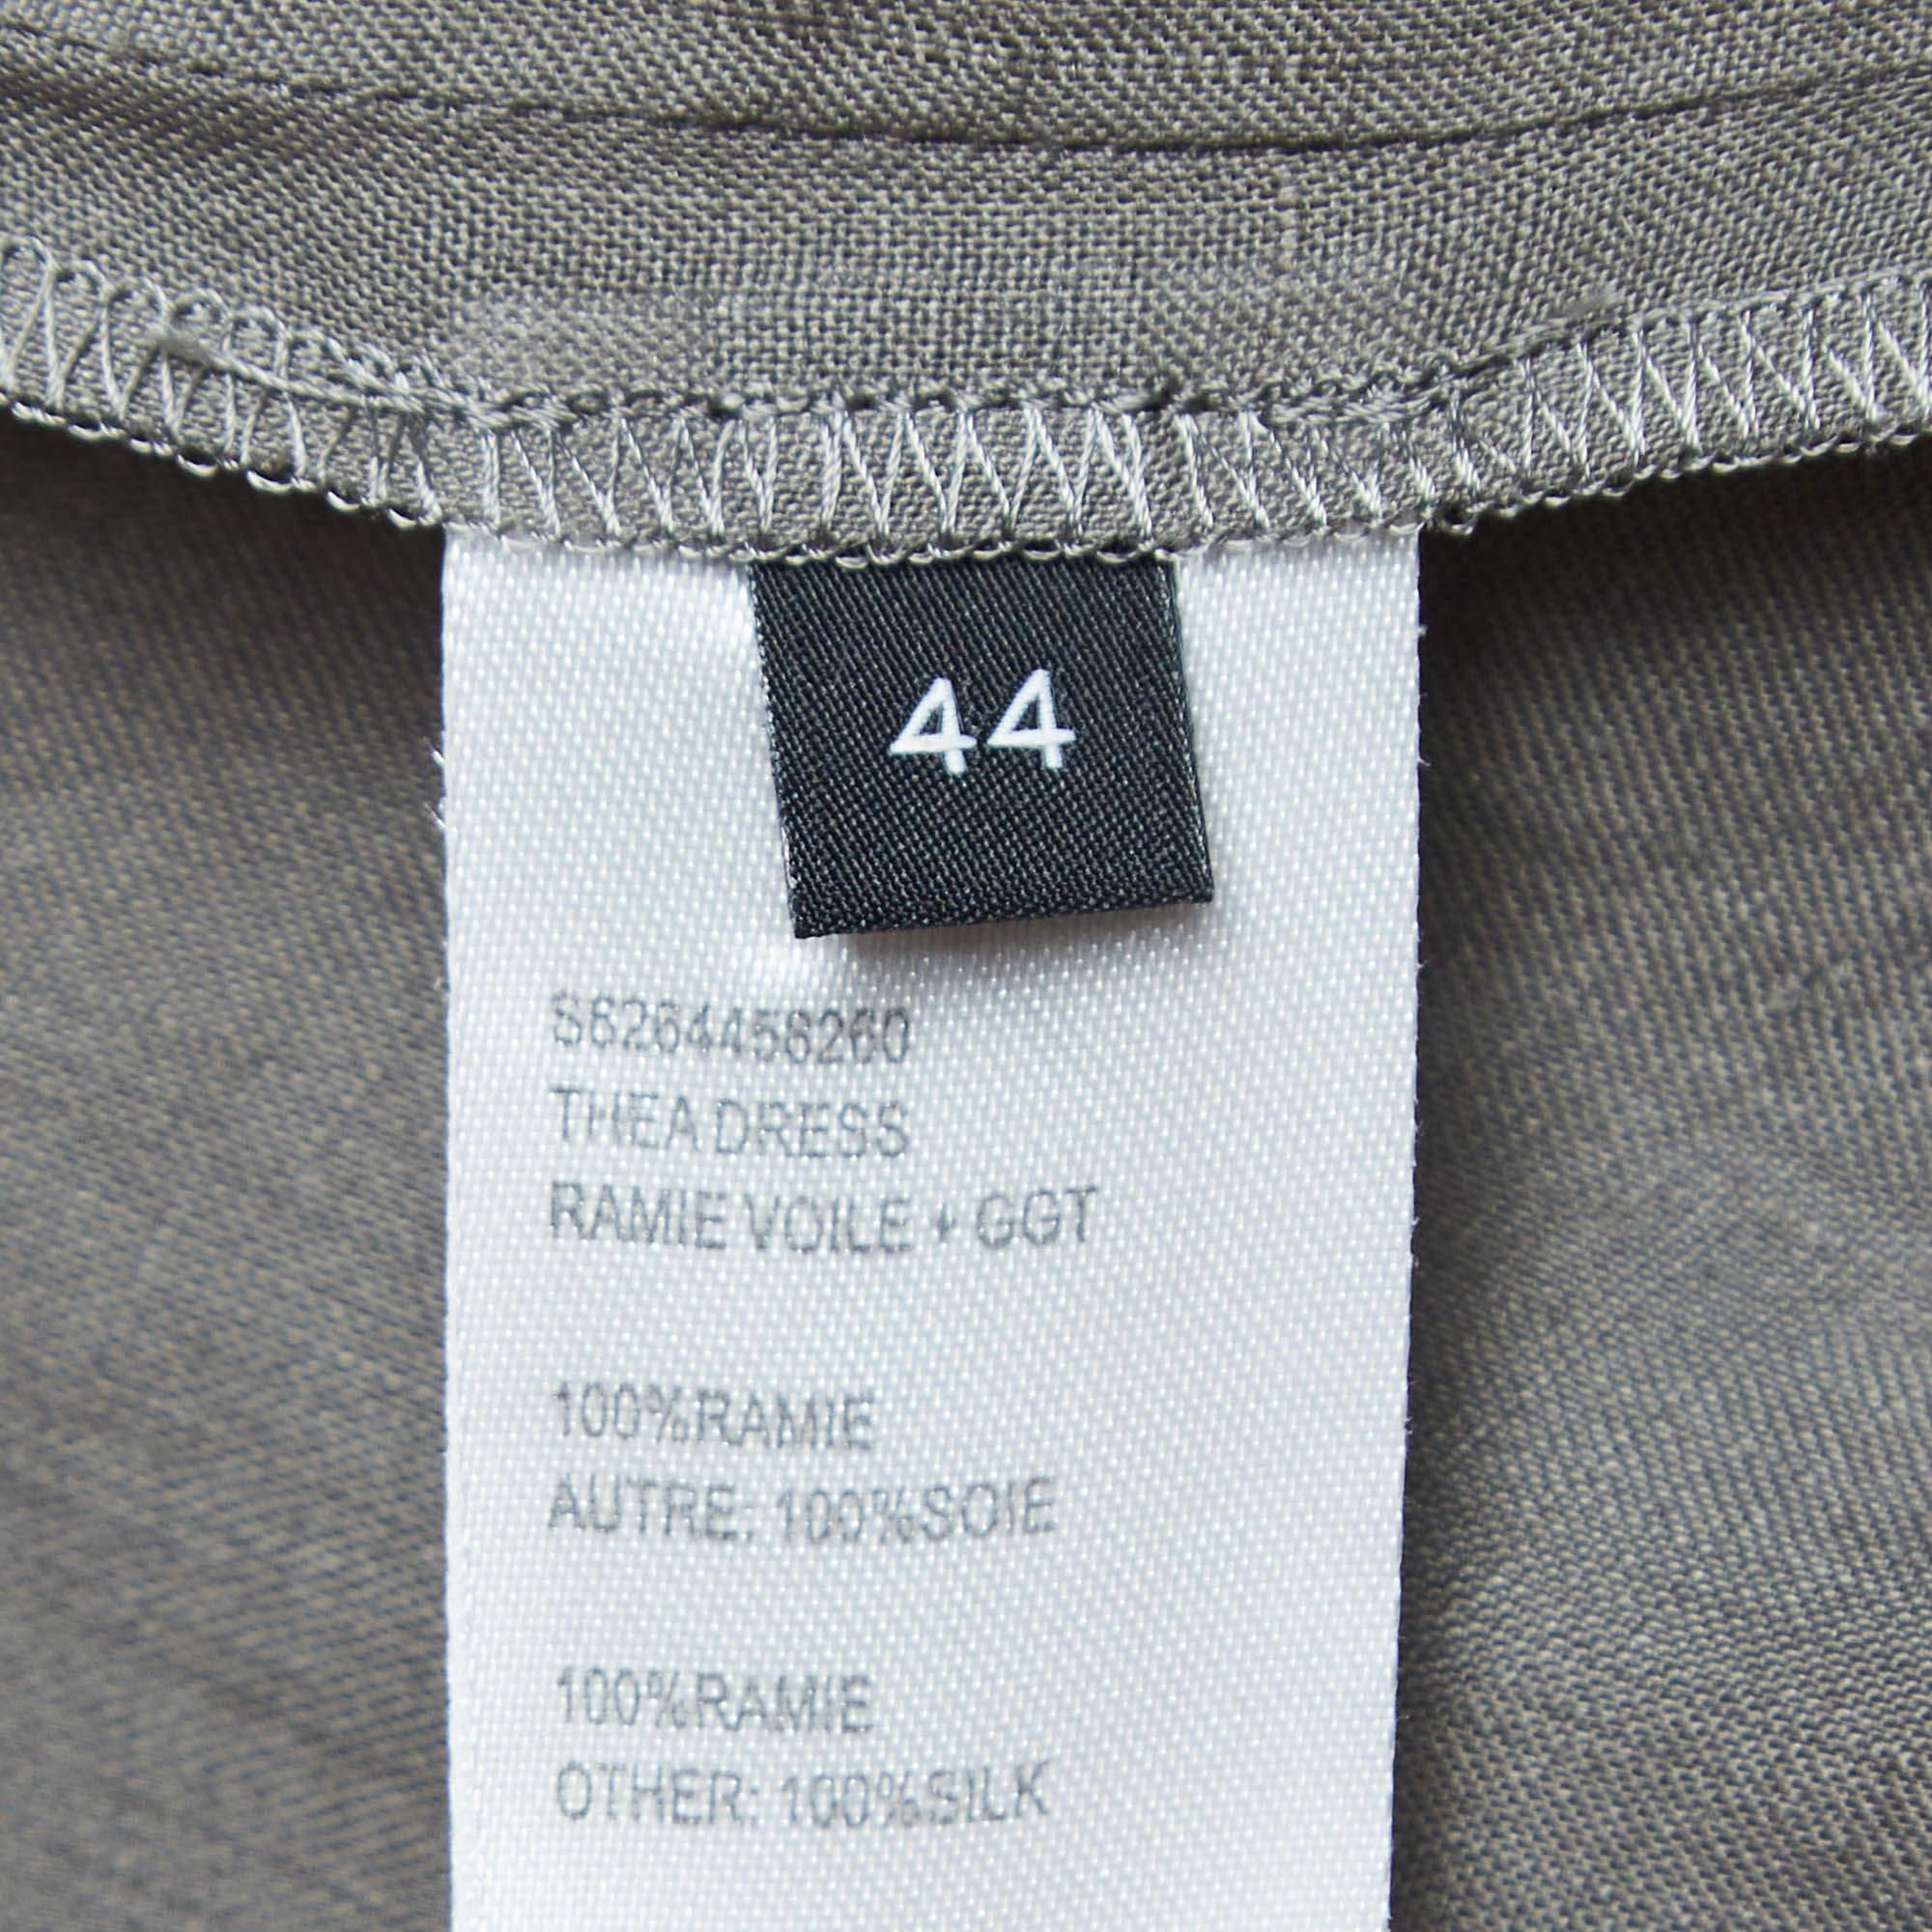 44
S6264458260
THEA DRESS
RAMIE VOILE + GGT
100%RAMIE
AUTRE: 100%SOIE
100%RAMIE
OTHER: 100%SILK